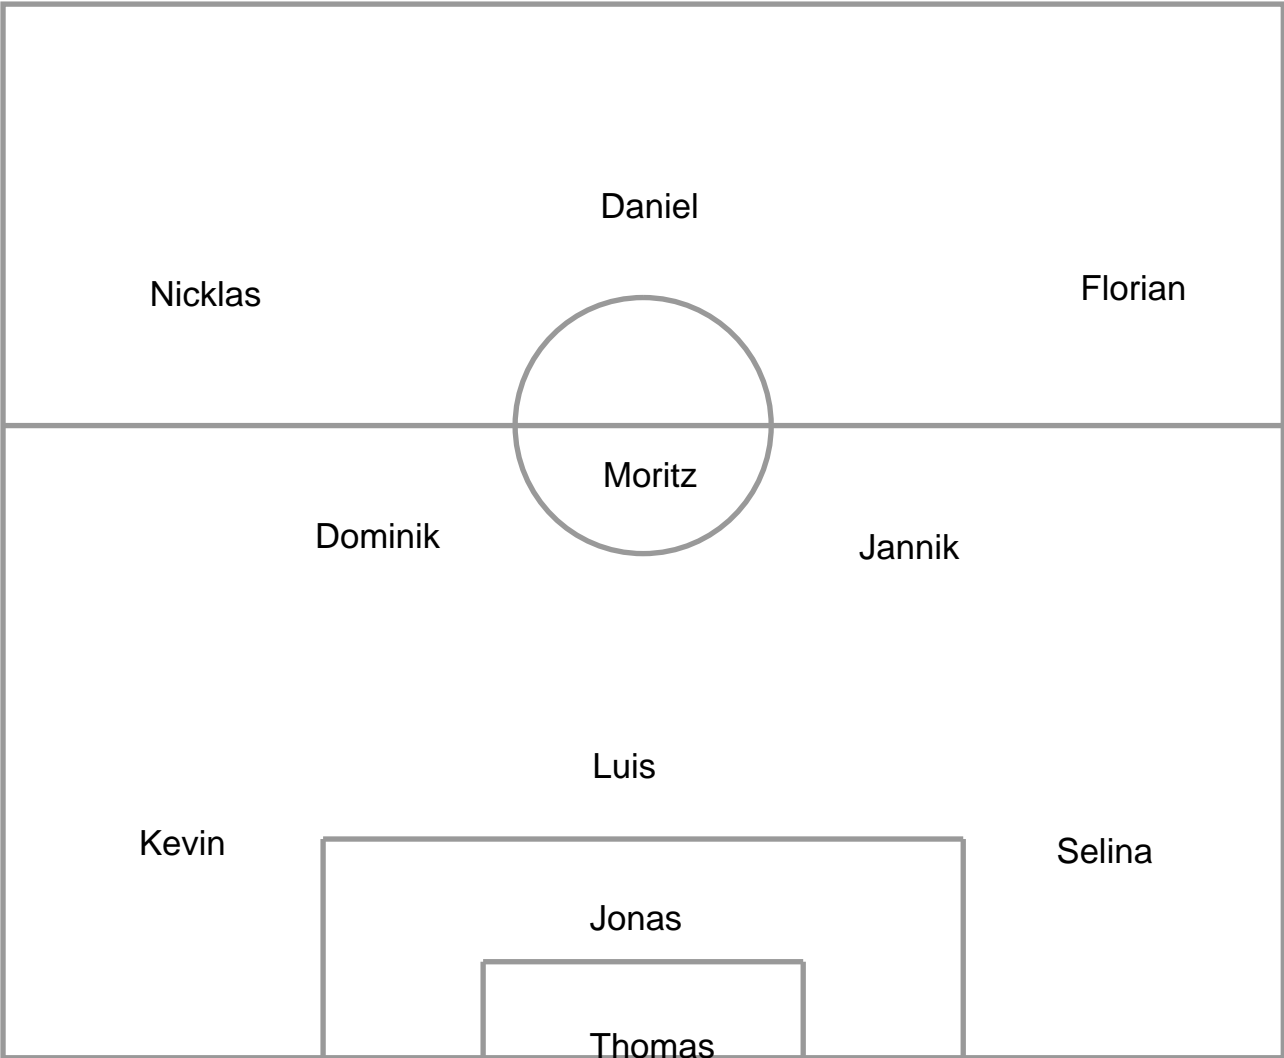 Daniel
Nicklas
Florian
Moritz
Dominik
Jannik
Luis
Kevin
Selina
Jonas
Thomas